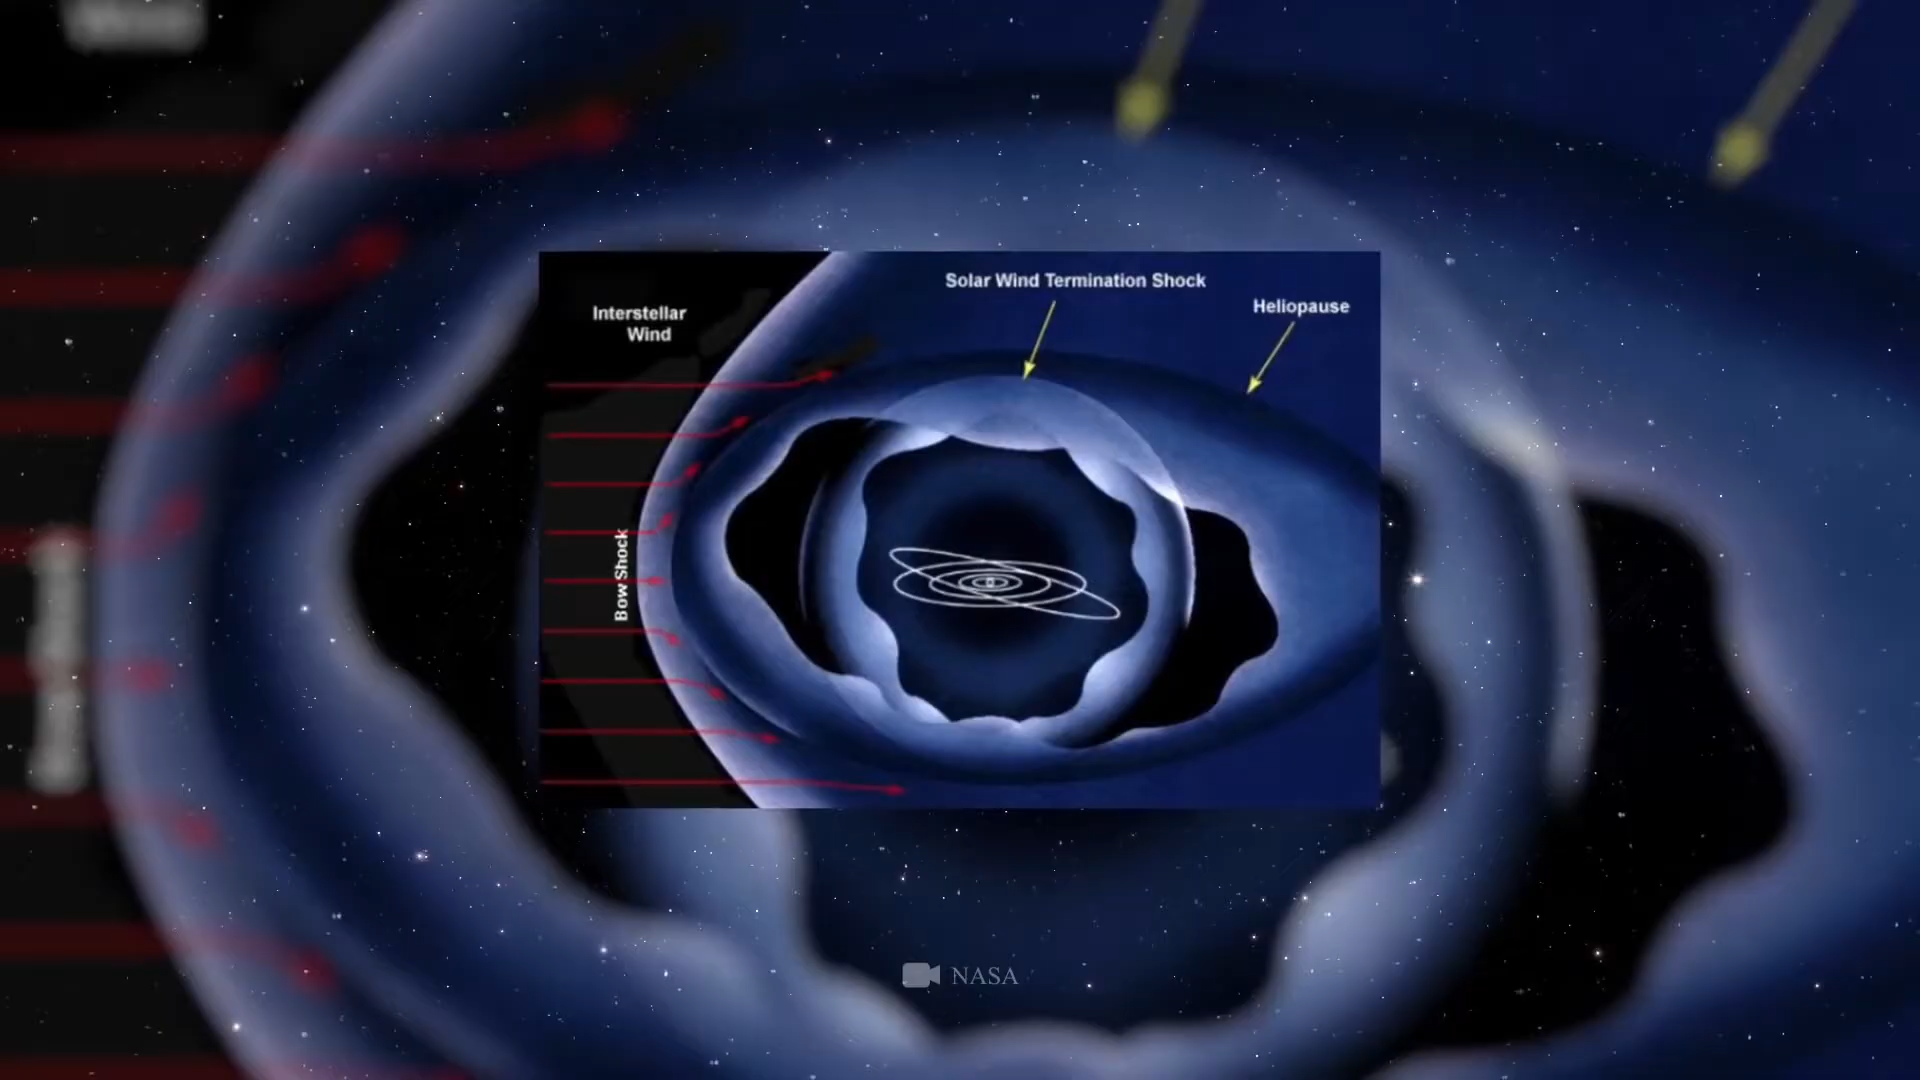 Solar Wind Termination Shock
Heliopause
Interstellar
Wind
Bow Shock
NASA